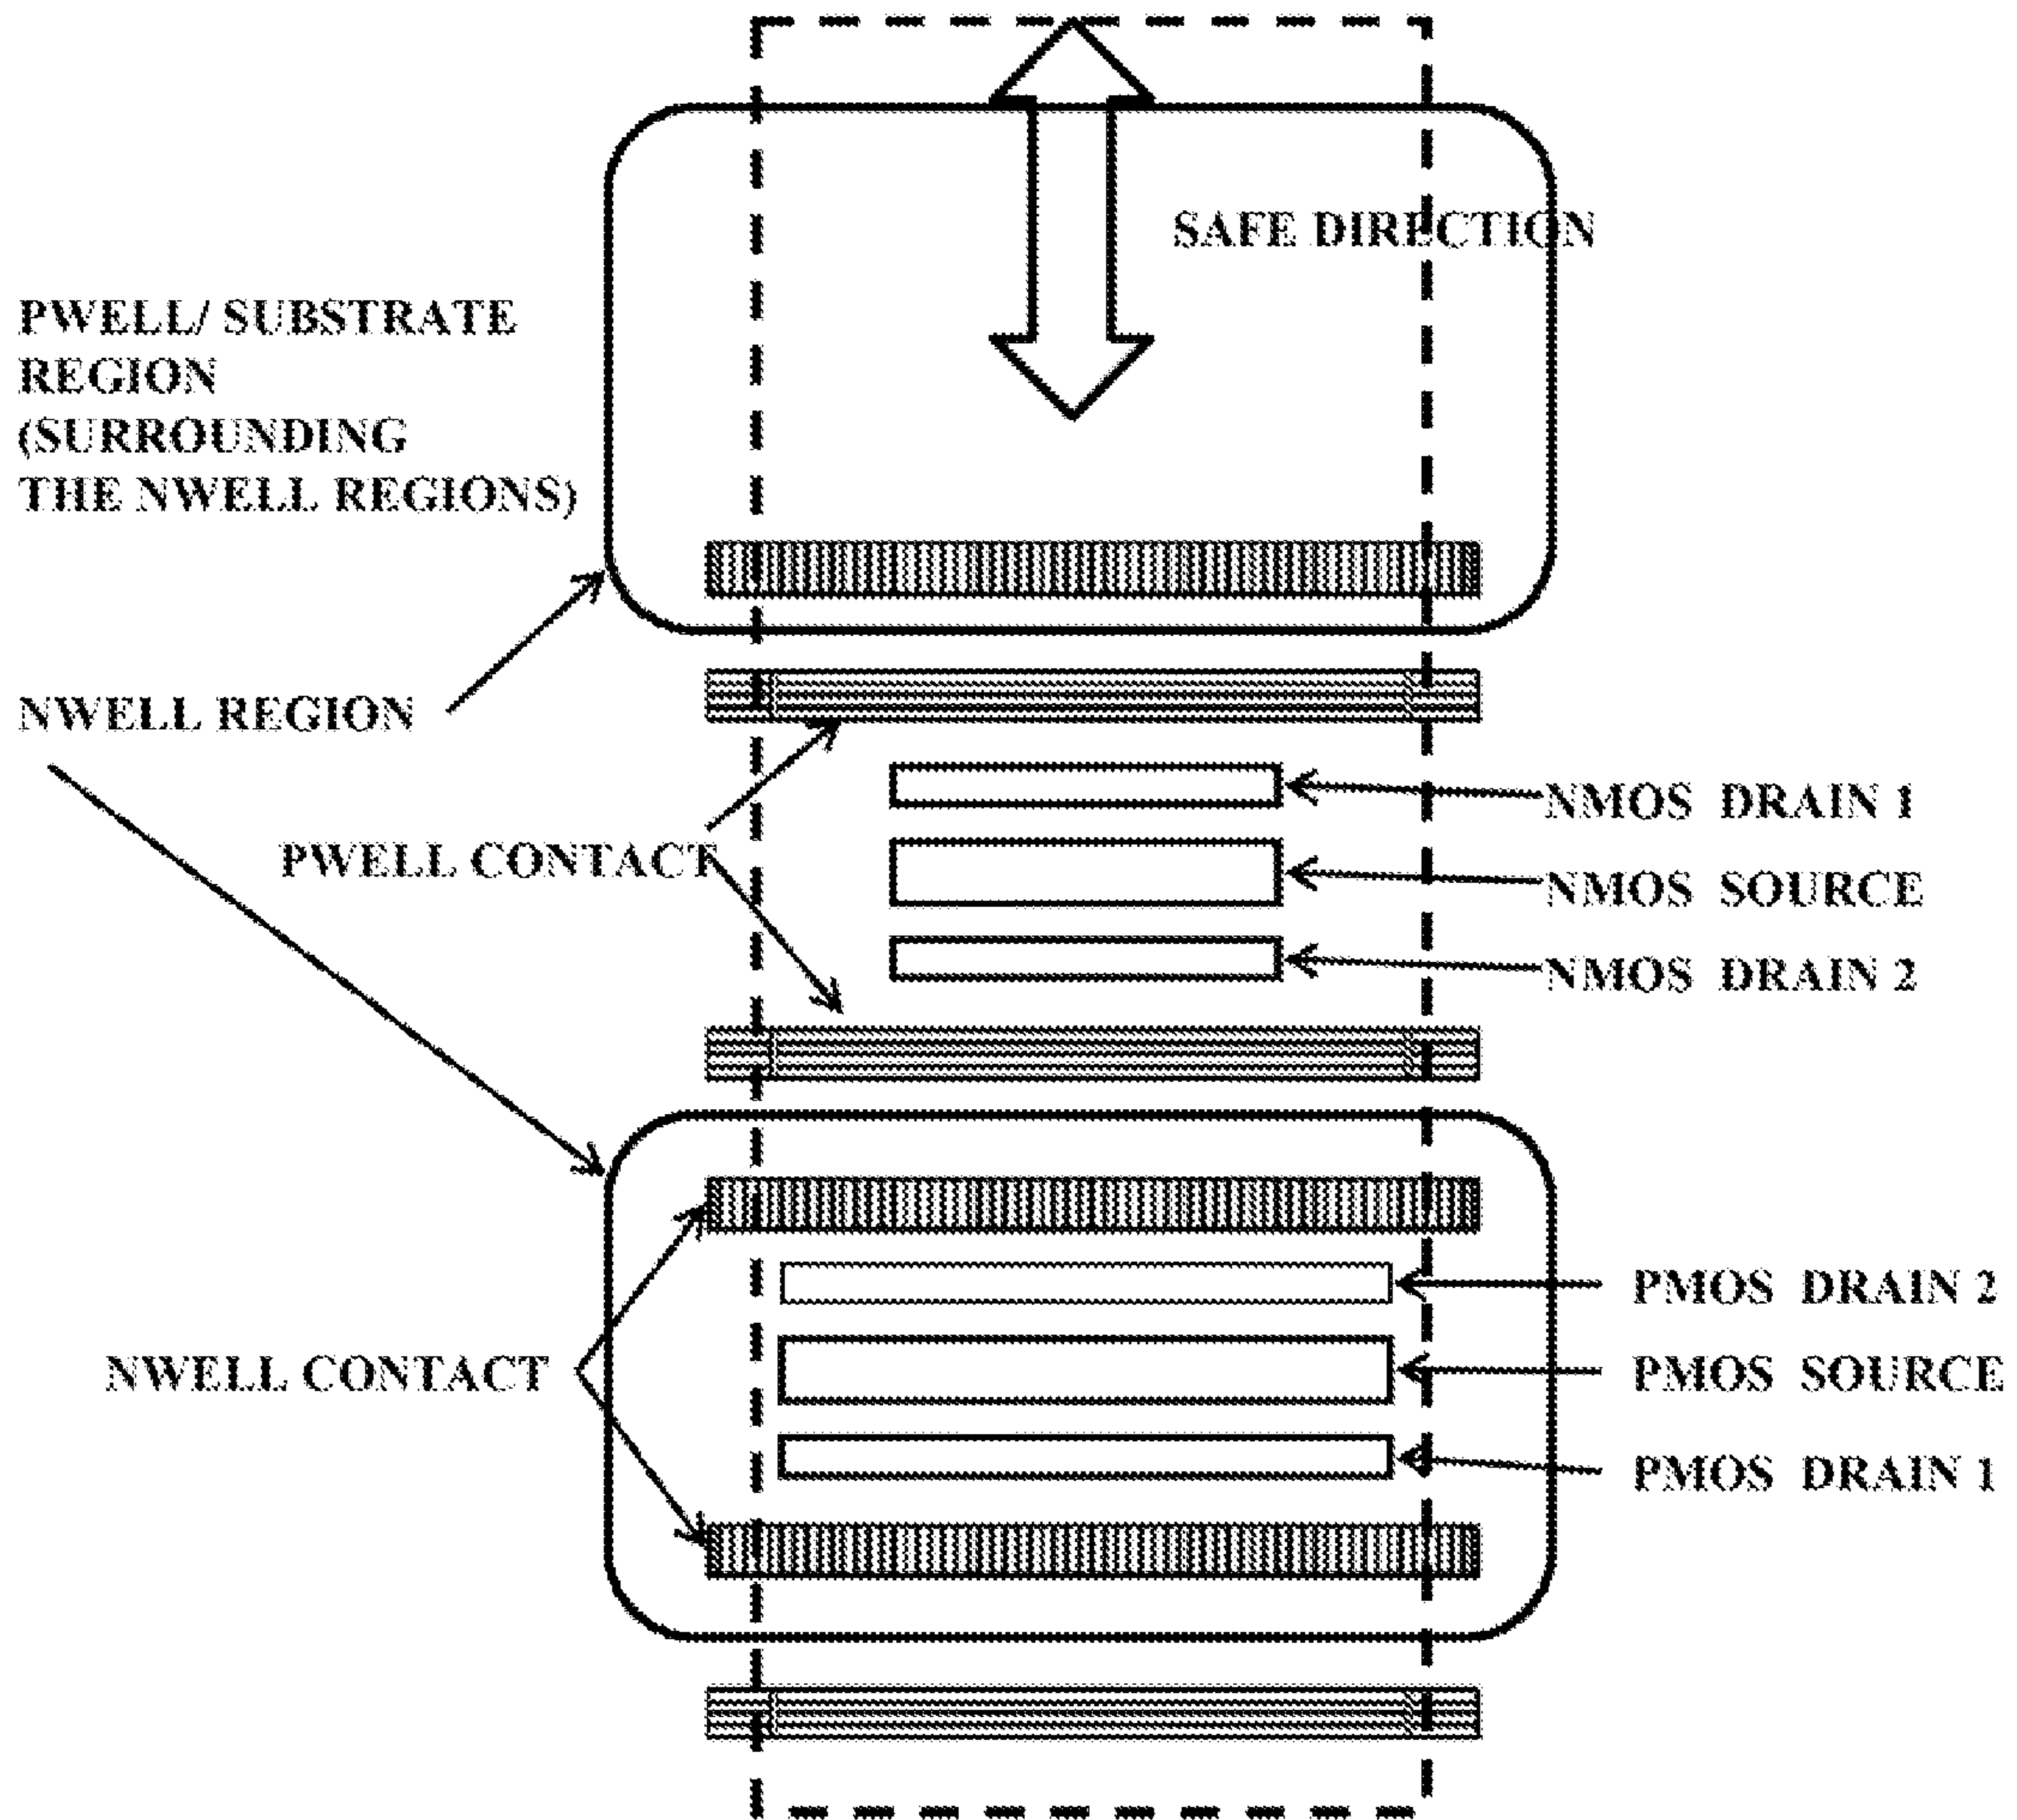 SAFE DIRECTION
PWELL/ SUBSTRATE
REGION
(SURROUNDING
THE NWELL REGIONS)
NWELL REGION
NMOS DRAIN 1
PWELL CONTACT
NMOS SOURCE
NMOS DRAIN 2
PMOS DRAIN 2
NWELL CONTACT
PMOS SOURCE
PMOS DRAIN 1